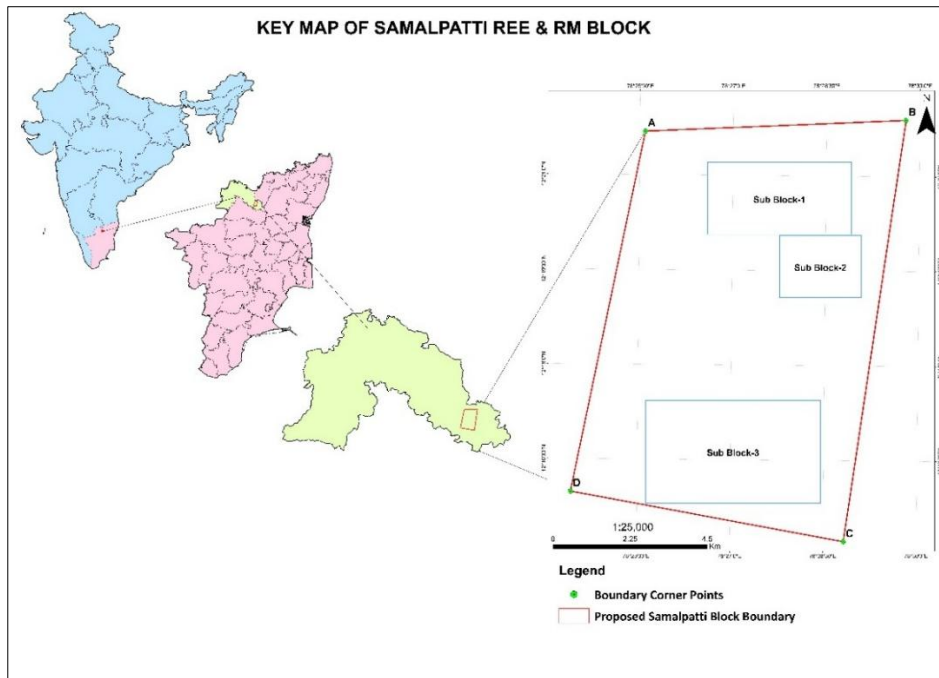 KEY MAP OF SAMALPATTI REE & RM BLOCK
N
A
B
Sub Block-1
Sub Block-2
Sub Block-3
D
C
1:25,000
0 2.25 4.5
Km
Legend
Boundary Corner Points
Proposed Samalpatti Block Boundary